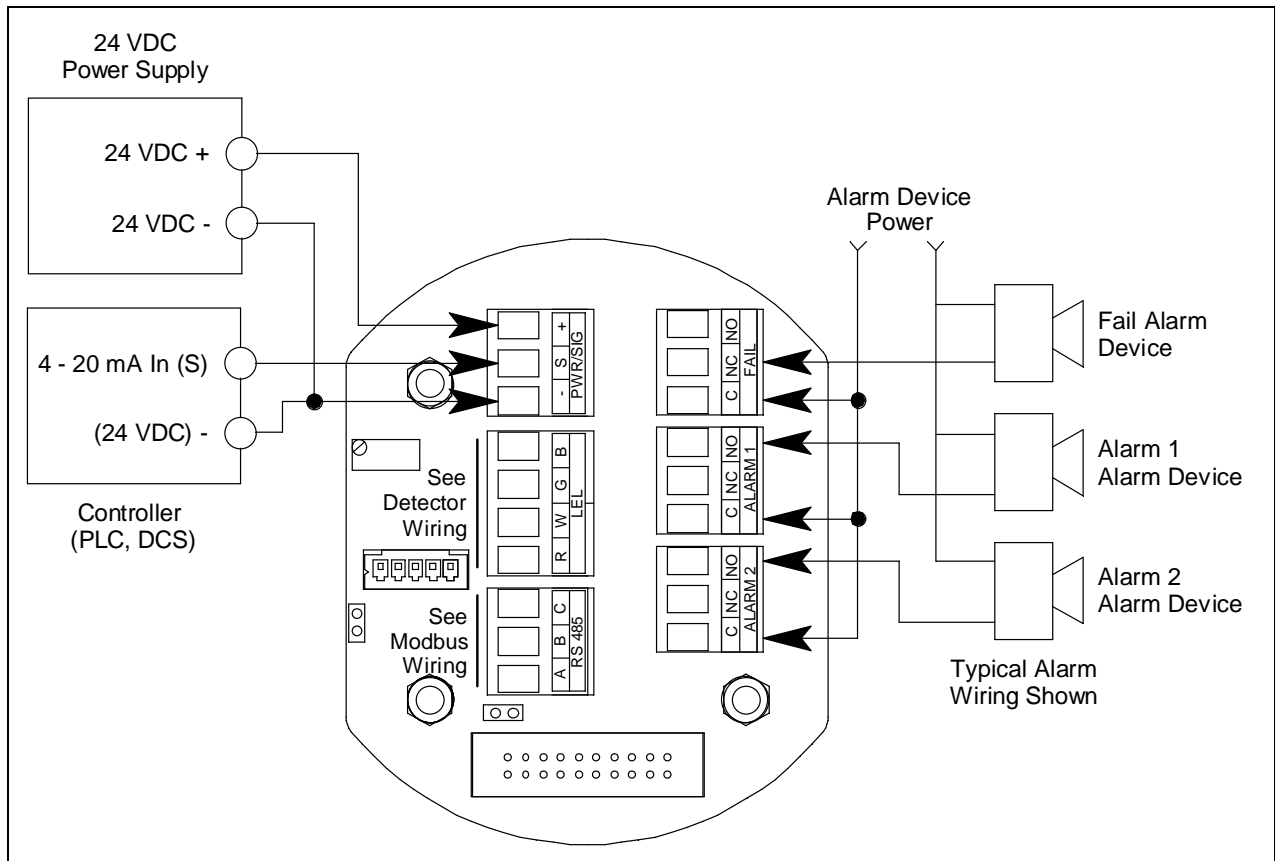 24 VDC
Power Supply
24 VDC +
24 VDC -
4 - 20 mA In (S)
(24 VDC) -
Controller
(PLC, DCS)
- S +
PWR/SIG
See
Detector
Wiring
R W G B
LEL
See
Modbus
Wiring
A B C
RS 485
Alarm Device
Power
C NC NO
FAIL
C NC NO
ALARM 1
C NC NO
ALARM 2
Fail Alarm
Device
Alarm 1
Alarm Device
Alarm 2
Alarm Device
Typical Alarm
Wiring Shown